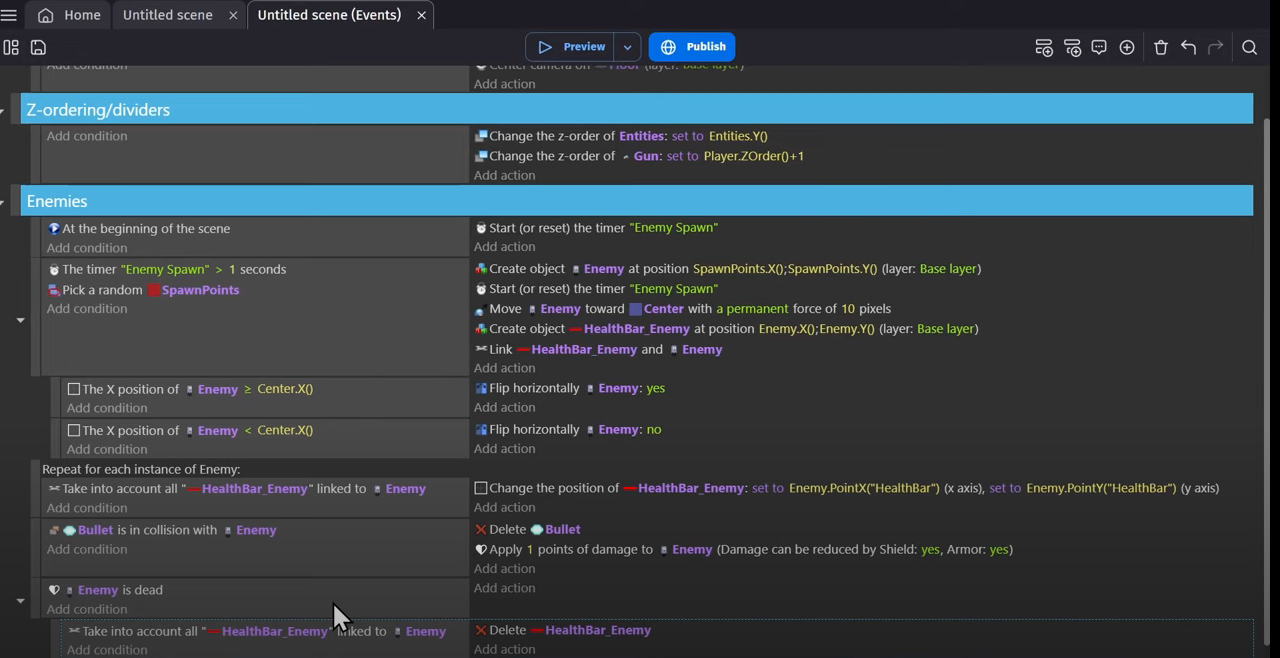 Home Untitled scene × Untitled scene (Events) ×
Preview Publish
Add condition Center camera on Floor (layer: Base layer)
Add action
Z-ordering/dividers
Add condition Change the z-order of Entities: set to Entities.Y()
Change the z-order of Gun: set to Player.ZOrder()+1
Add action
Enemies
At the beginning of the scene Start (or reset) the timer "Enemy Spawn"
Add condition Add action
The timer "Enemy Spawn" > 1 seconds Create object Enemy at position SpawnPoints.X();SpawnPoints.Y() (layer: Base layer)
Pick a random SpawnPoints Start (or reset) the timer "Enemy Spawn"
Add condition Move Enemy toward Center with a permanent force of 10 pixels
Create object HealthBar_Enemy at position Enemy.X();Enemy.Y() (layer: Base layer)
Link HealthBar_Enemy and Enemy
Add action
The X position of Enemy ≥ Center.X() Flip horizontally Enemy: yes
Add condition Add action
The X position of Enemy < Center.X() Flip horizontally Enemy: no
Add condition Add action
Repeat for each instance of Enemy:
Take into account all "HealthBar_Enemy" linked to Enemy Change the position of HealthBar_Enemy: set to Enemy.PointX("HealthBar") (x axis), set to Enemy.PointY("HealthBar") (y axis)
Add condition Add action
Bullet is in collision with Enemy Delete Bullet
Add condition Apply 1 points of damage to Enemy (Damage can be reduced by Shield: yes, Armor: yes)
Add action
Enemy is dead Add action
Add condition
Take into account all "HealthBar_Enemy" linked to Enemy Delete HealthBar_Enemy
Add condition Add action